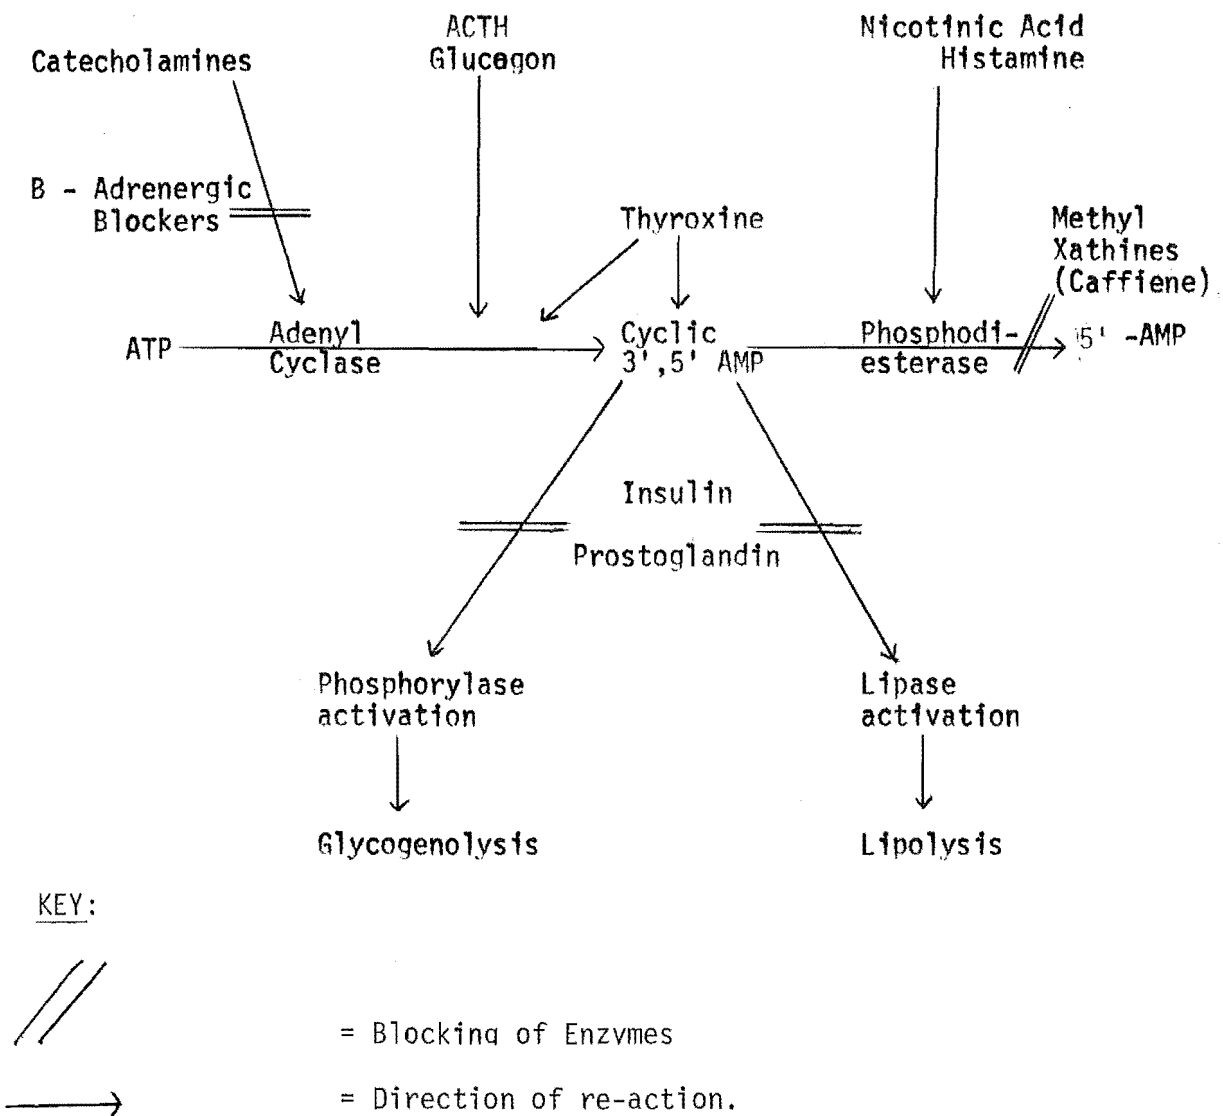 ACTH
Glucagon
Nicotinic Acid
Histamine
Catecholamines
B - Adrenergic
Blockers
Thyroxine
Methyl
Xathines
(Caffiene)
ATP
Adenyl
Cyclase
Cyclic
3',5' AMP
Phosphodi-
esterase
5' -AMP
Insulin
Prostoglandin
Phosphorylase
activation
Lipase
activation
Glycogenolysis
Lipolysis
KEY:
= Blocking of Enzymes
= Direction of re-action.